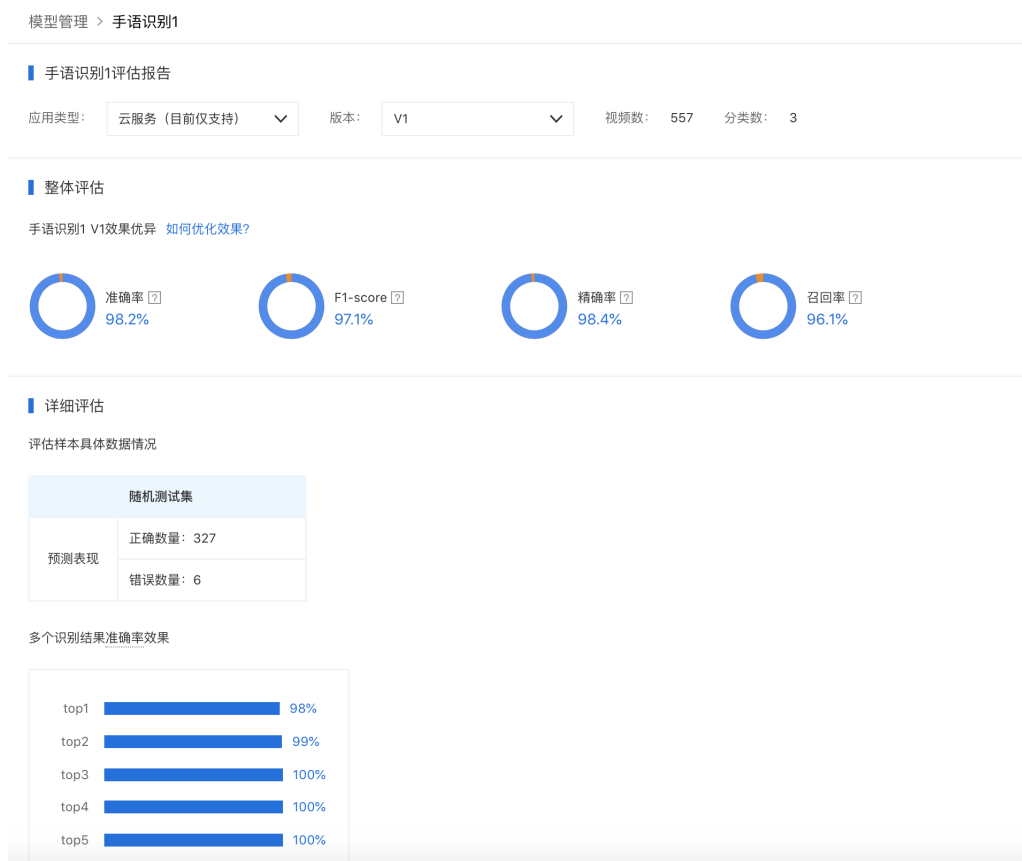 模型管理 > 手语识别1
手语识别1评估报告
应用类型： 云服务（目前仅支持） 版本： V1 视频数： 557 分类数： 3
整体评估
手语识别1 V1效果优异 如何优化效果?
准确率 ? F1-score ? 精确率 ? 召回率 ?
98.2% 97.1% 98.4% 96.1%
详细评估
评估样本具体数据情况
随机测试集
预测表现
正确数量：327
错误数量：6
多个识别结果准确率效果
top1 98%
top2 99%
top3 100%
top4 100%
top5 100%